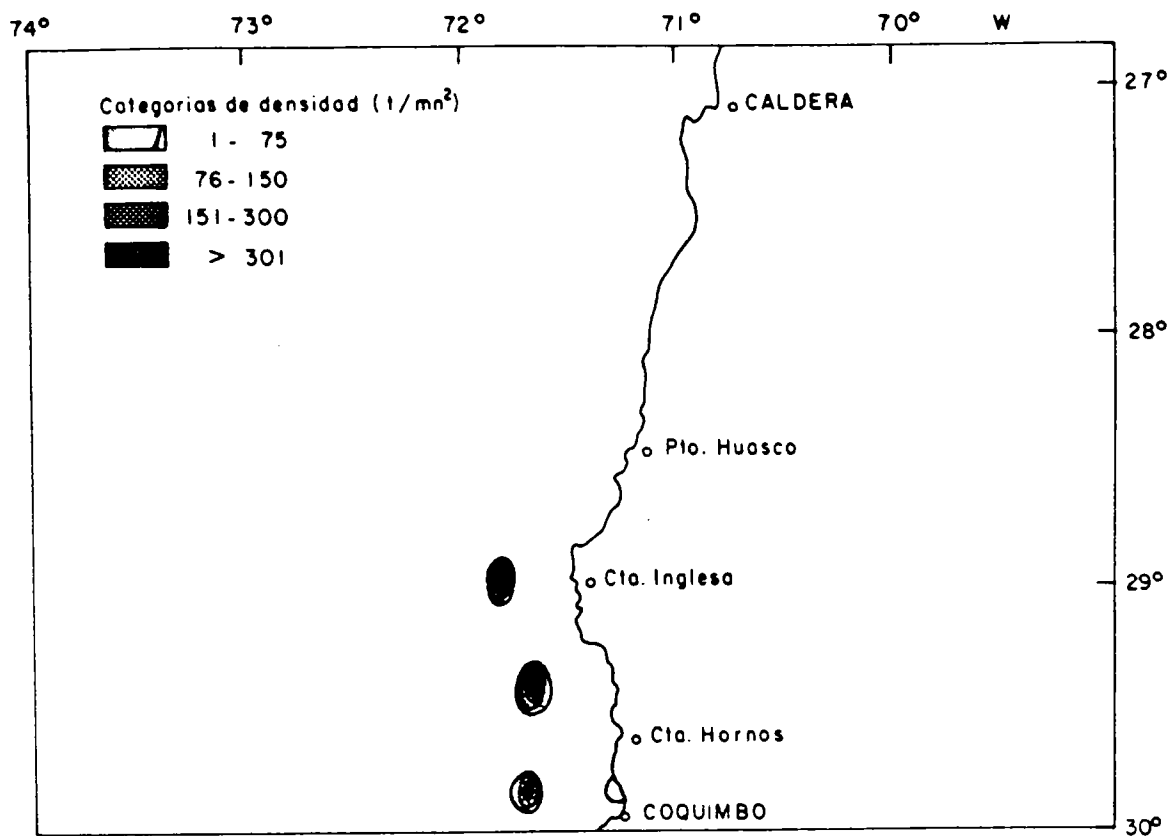 74° 73° 72° 71° 70° W
Categorias de densidad (t/mn²)
1 - 75
76 - 150
151 - 300
> 301
27°
CALDERA
28°
Pto. Huasco
Cta. Inglesa
29°
Cta. Hornos
COQUIMBO
30°